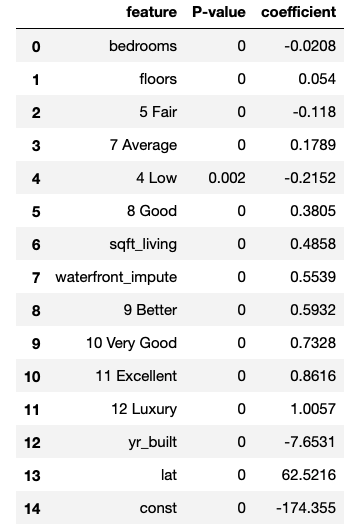 feature P-value coefficient
0 bedrooms 0 -0.0208
1 floors 0 0.054
2 5 Fair 0 -0.118
3 7 Average 0 0.1789
4 4 Low 0.002 -0.2152
5 8 Good 0 0.3805
6 sqft_living 0 0.4858
7 waterfront_impute 0 0.5539
8 9 Better 0 0.5932
9 10 Very Good 0 0.7328
10 11 Excellent 0 0.8616
11 12 Luxury 0 1.0057
12 yr_built 0 -7.6531
13 lat 0 62.5216
14 const 0 -174.355